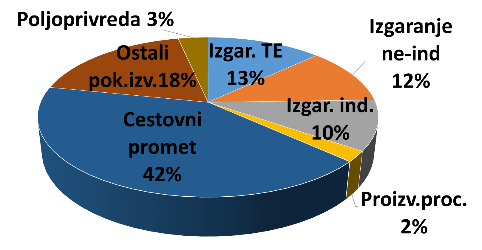 Poljoprivreda 3%
Izgar. TE
13%
Izgaranje
ne-ind
12%
Izgar. ind.
10%
Proizv.proc.
2%
Cestovni
promet
42%
Ostali
pok.izv.18%